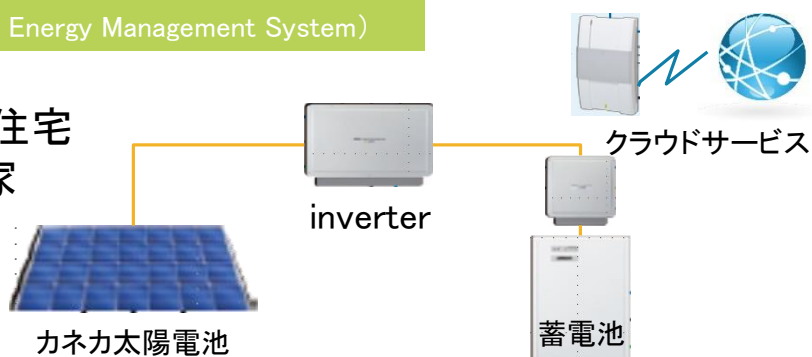 Energy Management System）
住宅
家
クラウドサービス
inverter
蓄電池
カネカ太陽電池